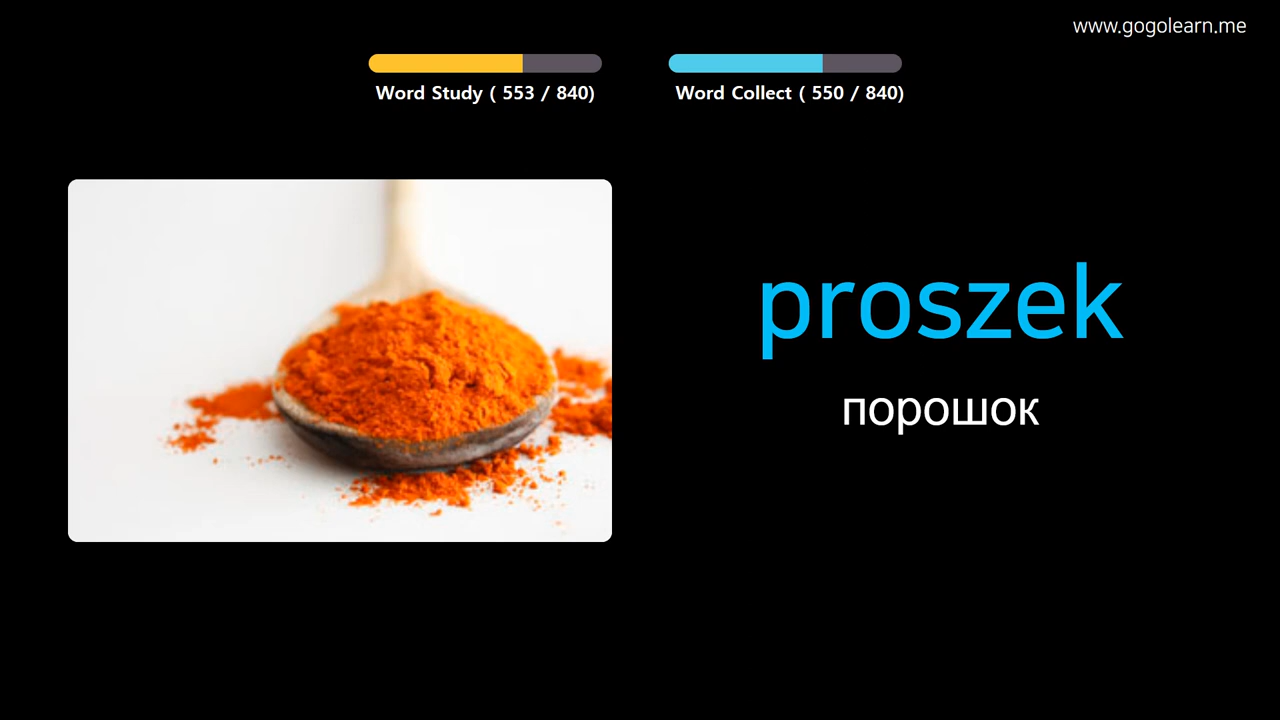 www.gogolearn.me
Word Study ( 553 / 840)
Word Collect ( 550 / 840)
proszek
порошок